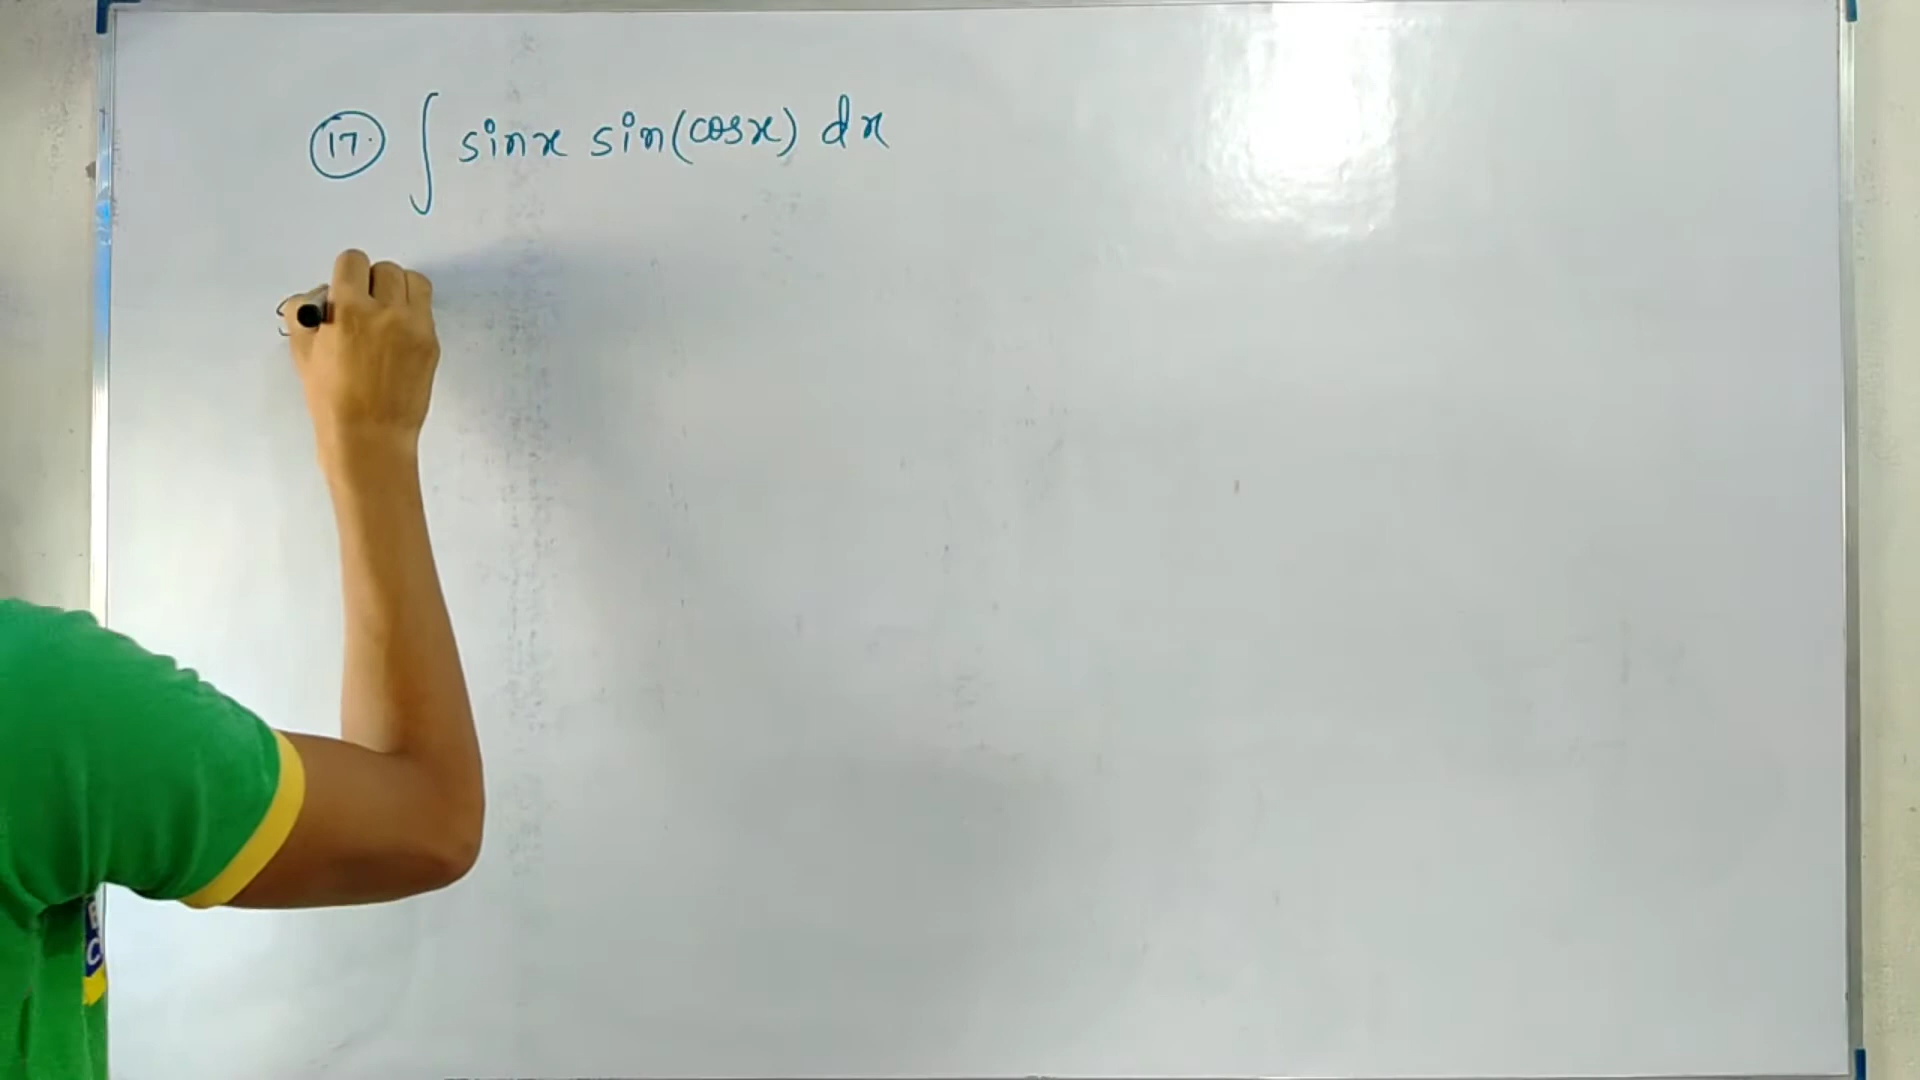 17. ∫ sinx sin(cosx) dx
S
E
C